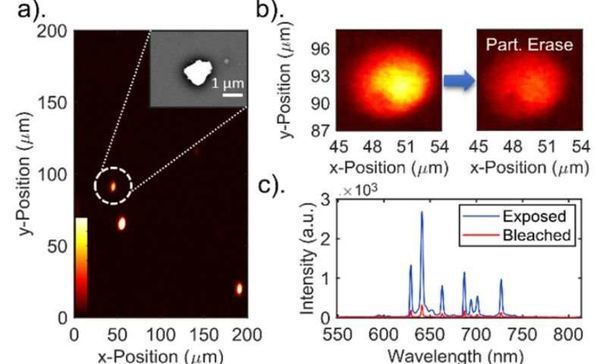 a).
200
150
100
50
0
0 50 100 150 200
x-Position (μm)
y-Position (μm)
1 μm
b).
96
93
90
87
45 48 51 54
x-Position (μm)
y-Position (μm)
Part. Erase
45 48 51 54
x-Position (μm)
c).
3 ×10³
2
1
0
550 600 650 700 750 800
Wavelength (nm)
Intensity (a.u.)
Exposed
Bleached